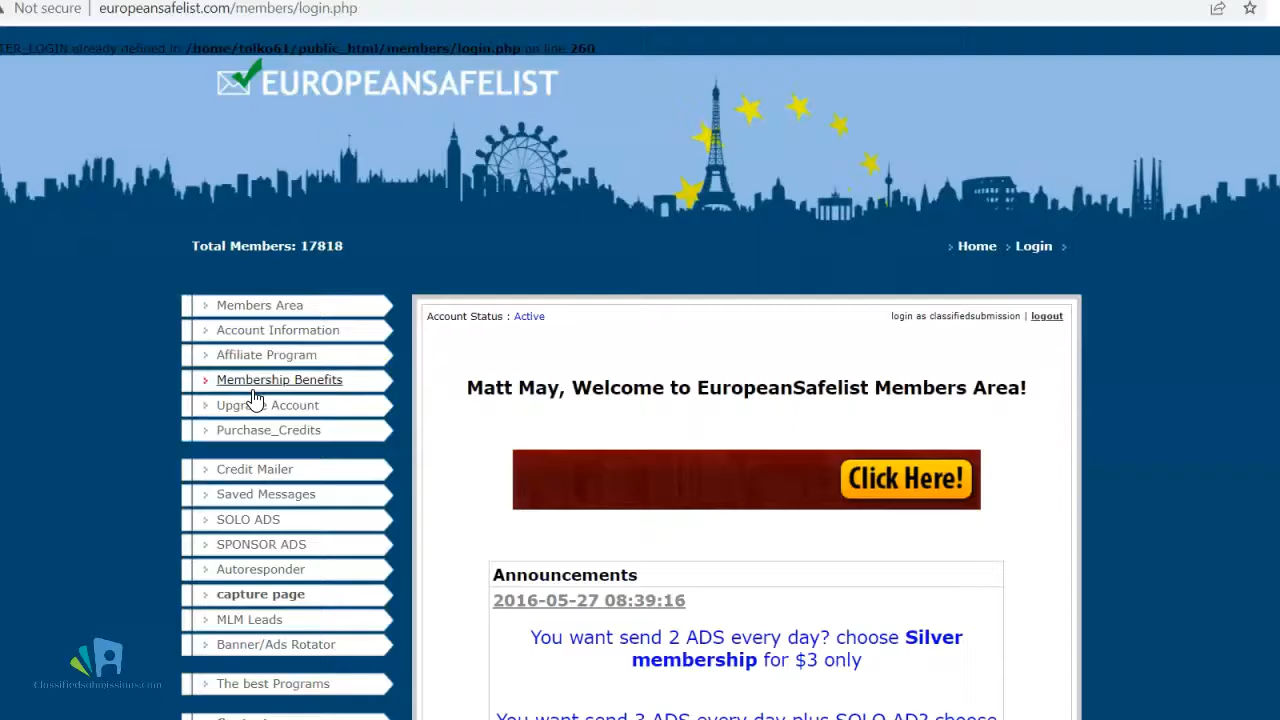 Not secure
europeansafelist.com/members/login.php
TER_LOGIN already defined in /home/tolko61/public_html/members/login.php on line 260
EUROPEANSAFELIST
Total Members: 17818
Home
Login
Members Area
Account Information
Affiliate Program
Membership Benefits
Upgrade Account
Purchase_Credits
Credit Mailer
Saved Messages
SOLO ADS
SPONSOR ADS
Autoresponder
capture page
MLM Leads
Banner/Ads Rotator
The best Programs
Account Status : Active
login as classifiedsubmission | logout
Matt May, Welcome to EuropeanSafelist Members Area!
Click Here!
Announcements
2016-05-27 08:39:16
You want send 2 ADS every day? choose Silver
membership for $3 only
You want send 3 ADS every day plus SOLO AD? choose
Classifiedsubmissions.com